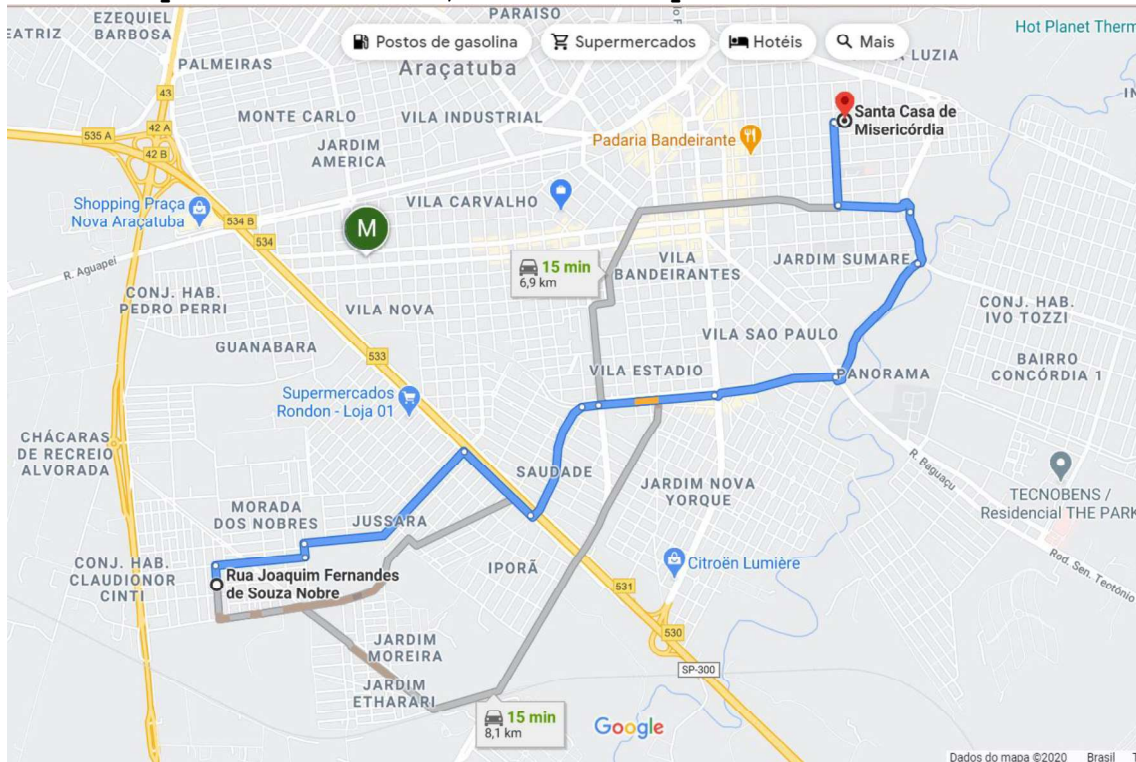 PARAISO
EZEQUIEL
BARBOSA
Postos de gasolina
Supermercados
Hotéis
Mais
Hot Planet Therm
PALMEIRAS
Araçatuba
LUZIA
43
MONTE CARLO
VILA INDUSTRIAL
Santa Casa de
Misericórdia
42 A
535 A
Padaria Bandeirante
42 B
JARDIM
AMERICA
Shopping Praça
Nova Araçatuba
VILA CARVALHO
534 B
M
534
R. Aguapeí
15 min
6,9 km
VILA
BANDEIRANTES
JARDIM SUMARE
CONJ. HAB.
PEDRO PERRI
VILA NOVA
CONJ. HAB.
IVO TOZZI
GUANABARA
533
VILA SAO PAULO
VILA ESTADIO
PANORAMA
BAIRRO
CONCÓRDIA 1
Supermercados
Rondon - Loja 01
CHÁCARAS
DE RECREIO
ALVORADA
R. Baguaçu
SAUDADE
JARDIM NOVA
YORQUE
TECNOBENS /
Residencial THE PARK
MORADA
DOS NOBRES
JUSSARA
Rod. Sen. Teotônio
CONJ. HAB.
CLAUDIONOR
CINTI
Rua Joaquim Fernandes
de Souza Nobre
IPORÃ
Citroën Lumière
531
530
JARDIM
MOREIRA
SP-300
JARDIM
ETHARARI
15 min
8,1 km
Google
Dados do mapa ©2020
Brasil